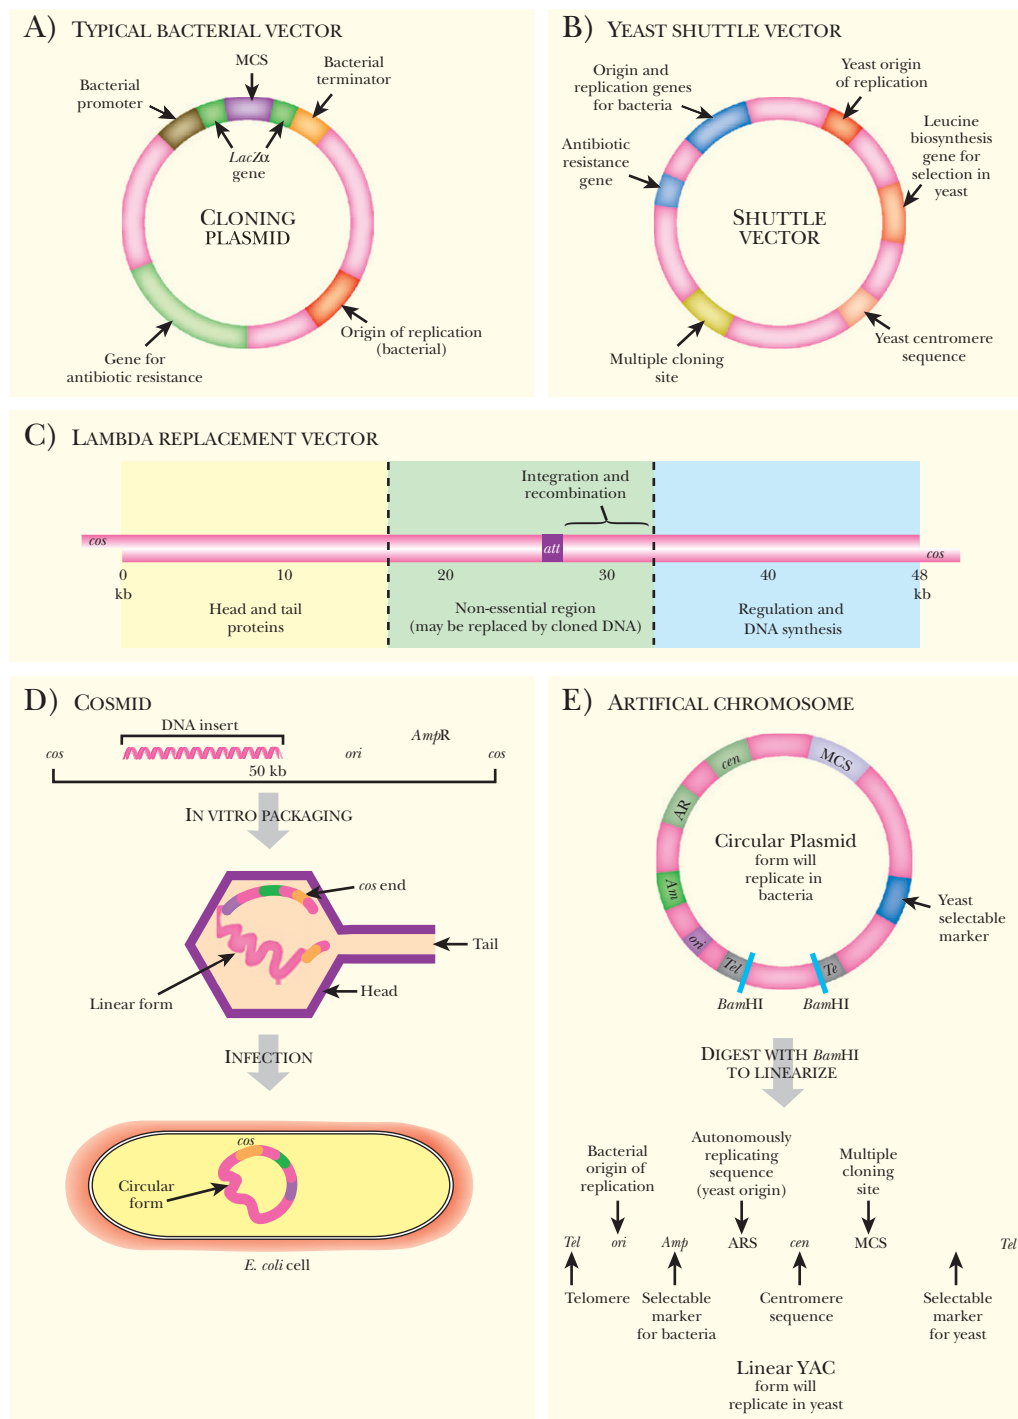 A) TYPICAL BACTERIAL VECTOR
MCS
Bacterial
promoter
Bacterial
terminator
LacZα
gene
CLONING
PLASMID
Origin of replication
(bacterial)
Gene for
antibiotic resistance
B) YEAST SHUTTLE VECTOR
Origin and
replication genes
for bacteria
Yeast origin
of replication
Antibiotic
resistance
gene
Leucine
biosynthesis
gene for
selection in
yeast
SHUTTLE
VECTOR
Yeast centromere
sequence
Multiple cloning
site
C) LAMBDA REPLACEMENT VECTOR
Integration and
recombination
cos
att
cos
0 10 20 30 40 48
kb kb
Head and tail
proteins
Non-essential region
(may be replaced by cloned DNA)
Regulation and
DNA synthesis
D) COSMID
DNA insert
cos ori AmpR cos
50 kb
IN VITRO PACKAGING
cos end
Tail
Linear form
Head
INFECTION
cos
Circular
form
E. coli cell
E) ARTIFICAL CHROMOSOME
cen
MCS
AR
Am
ori
Tel
Te
Circular Plasmid
form will
replicate in
bacteria
Yeast
selectable
marker
BamHI BamHI
DIGEST WITH BamHI
TO LINEARIZE
Bacterial
origin of
replication
Autonomously
replicating
sequence
(yeast origin)
Multiple
cloning
site
Tel ori Amp ARS cen MCS Tel
Telomere
Selectable
marker
for bacteria
Centromere
sequence
Selectable
marker
for yeast
Linear YAC
form will
replicate in yeast